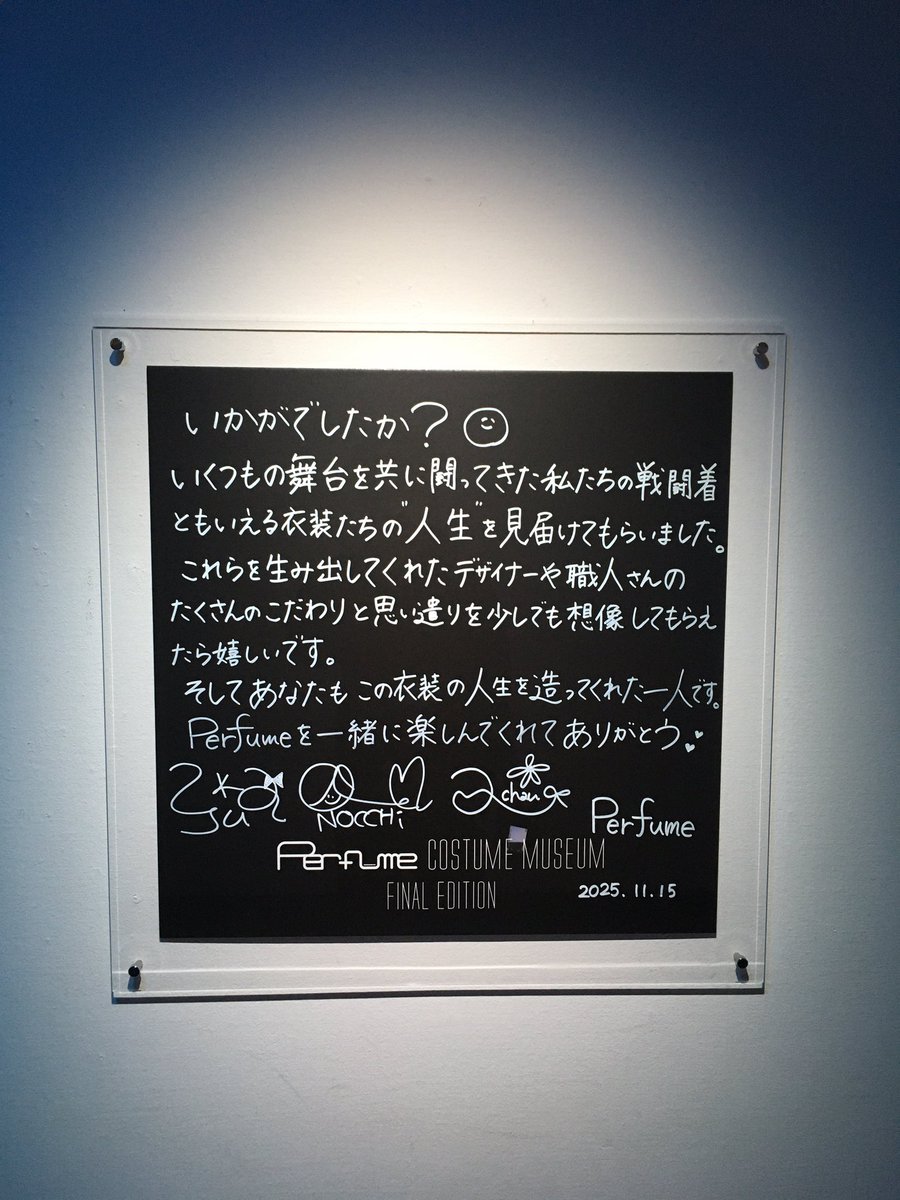 いかがでしたか?
いくつもの舞台を共に闘ってきた私たちの戦闘着
ともいえる衣装たちの"人生"を見届けてもらいました。
これらを生み出してくれたデザイナーや職人さんの
たくさんのこだわりと思い遣りを少しでも想像してもらえ
たら嬉しいです。
そしてあなたもこの衣装の人生を造ってくれた一人です。
Perfumeを一緒に楽しんでくれてありがとう
NOCCHi
a chan
Perfume
Perfume COSTUME MUSEUM
FINAL EDITION
2025.11.15